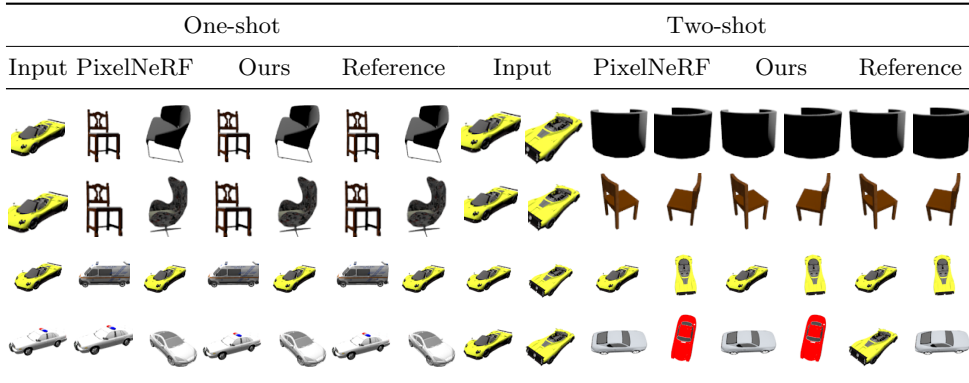 One-shot Two-shot
Input PixelNeRF Ours Reference Input PixelNeRF Ours Reference